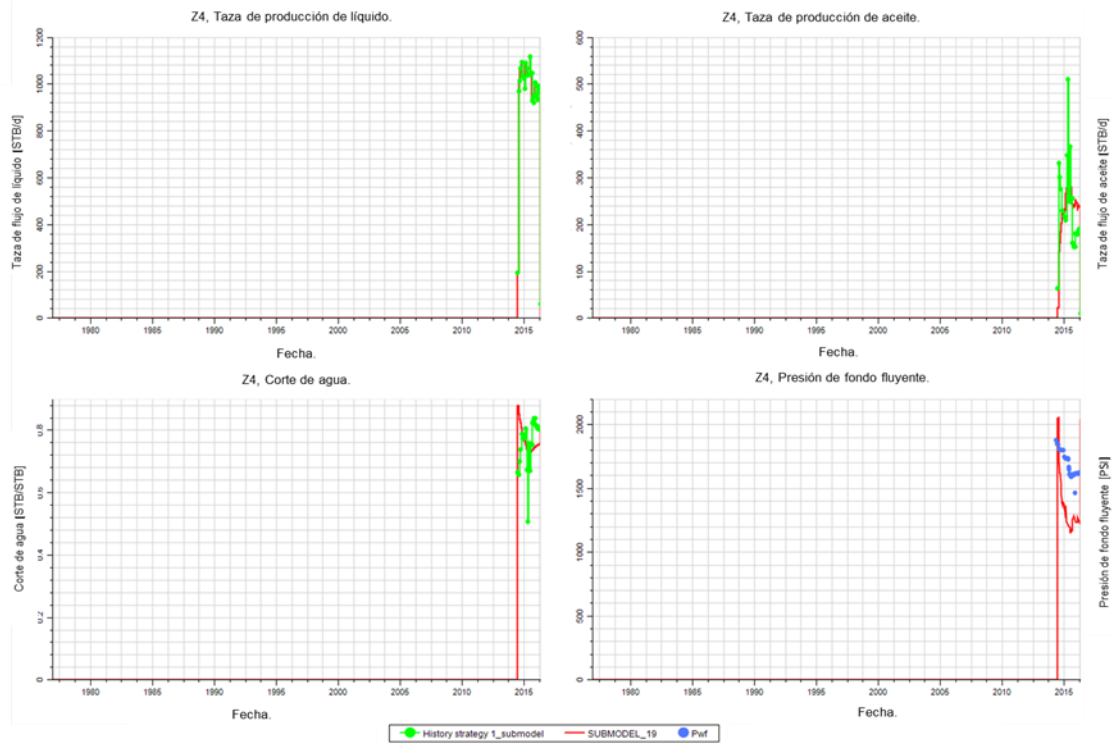 Z4, Taza de producción de líquido.
Z4, Taza de producción de aceite.
Taza de flujo de líquido [STB/d]
1200
1000
800
600
400
200
0
1980 1985 1990 1995 2000 2005 2010 2015
Fecha.
600
500
400
300
200
100
0
1980 1985 1990 1995 2000 2005 2010 2015
Fecha.
Taza de flujo de aceite [STB/d]
Z4, Corte de agua.
Z4, Presión de fondo fluyente.
Corte de agua [STB/STB]
0.8
0.6
0.4
0.2
0
1980 1985 1990 1995 2000 2005 2010 2015
Fecha.
2000
1500
1000
500
0
1980 1985 1990 1995 2000 2005 2010 2015
Fecha.
Presión de fondo fluyente [PSI]
History strategy 1_submodel SUBMODEL_19 Pwf